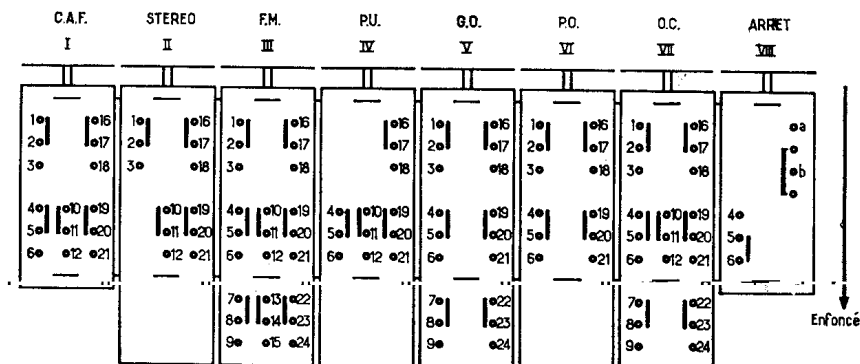 C.A.F. STEREO F.M. P.U. G.O. P.O. O.C. ARRET
I II III IV V VI VII VIII
1 16 1 16 1 16 16 1 16 1 16 1 16 a
2 17 2 17 2 17 17 2 17 2 17 2 17
3 18 3 18 3 18 18 3 18 3 18 3 18 b
4 10 19 10 19 4 10 19 4 10 19 4 19 4 19 4 10 19 4
5 11 20 11 20 5 11 20 5 11 20 5 20 5 20 5 11 20 5
6 12 21 12 21 6 12 21 6 12 21 6 21 6 21 6 12 21 6
7 13 22 7 22 7 22
8 14 23 8 23 8 23
9 15 24 9 24 9 24
Enfoncé